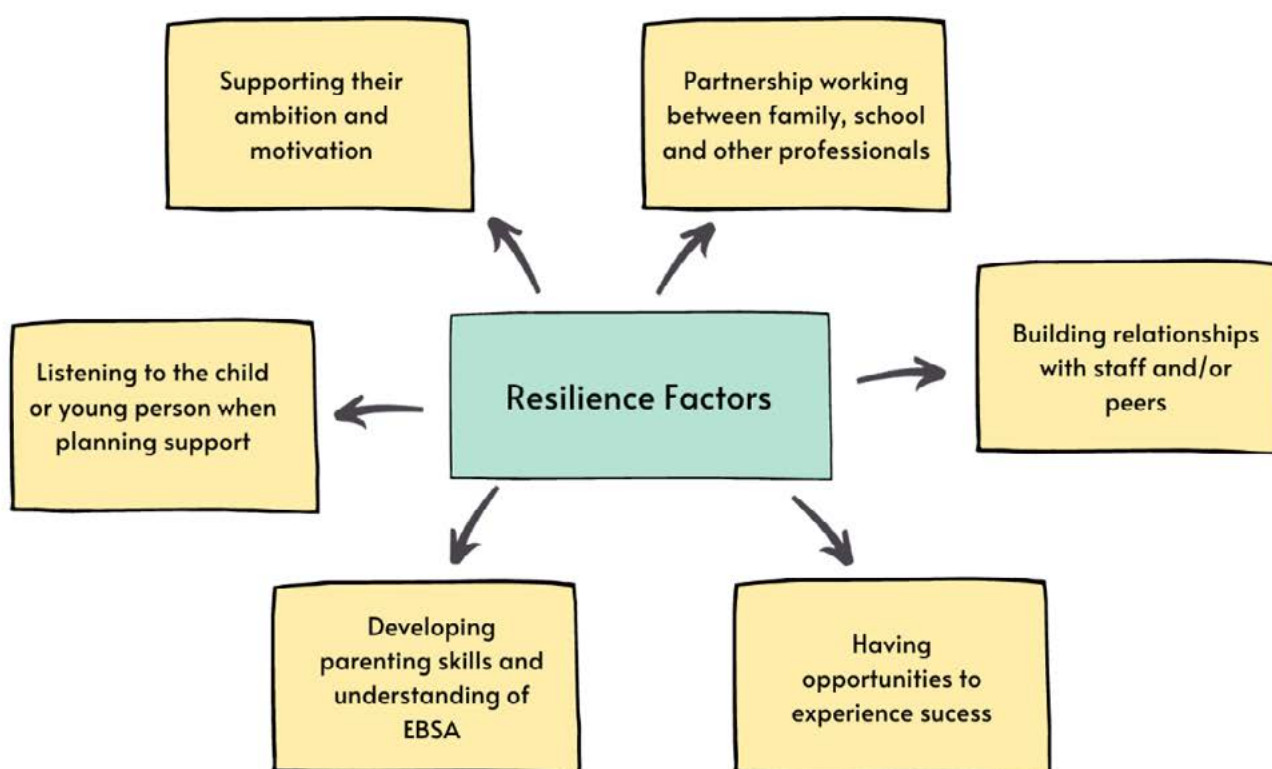 Supporting their
ambition and
motivation
Partnership working
between family, school
and other professionals
Listening to the child
or young person when
planning support
Resilience Factors
Building relationships
with staff and/or
peers
Developing
parenting skills and
understanding of
EBSA
Having
opportunities to
experience sucess